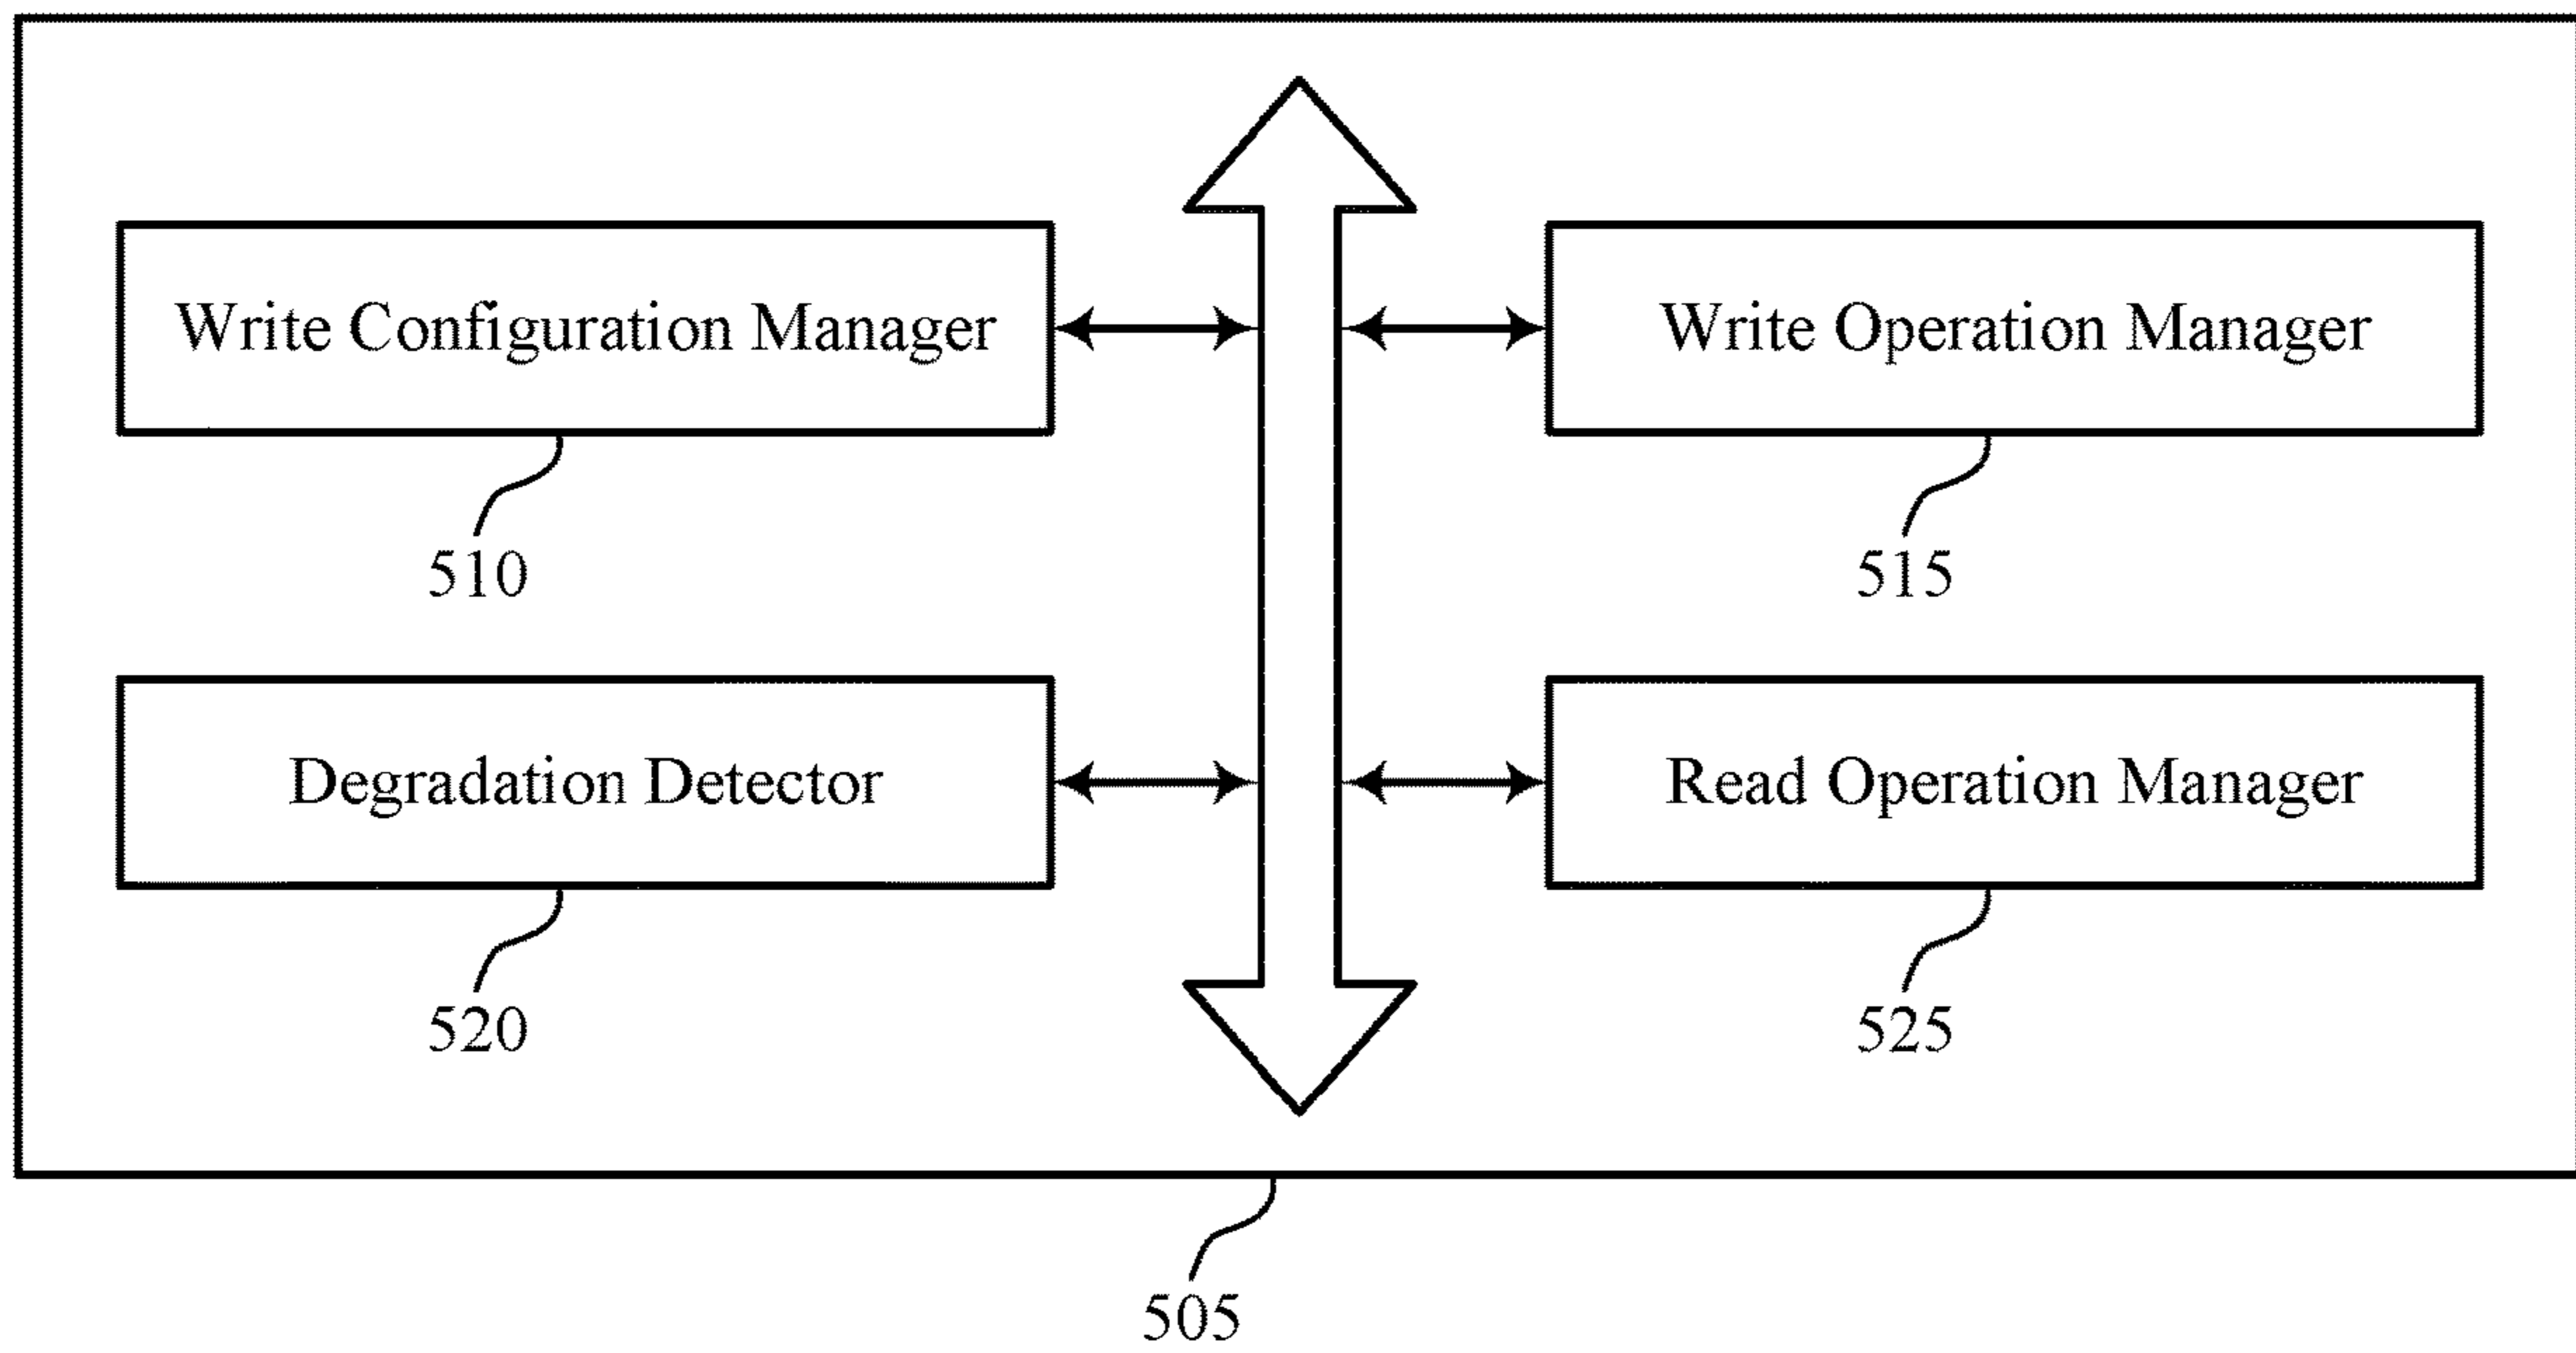 Write Configuration Manager
Write Operation Manager
510
515
Degradation Detector
Read Operation Manager
520
525
505